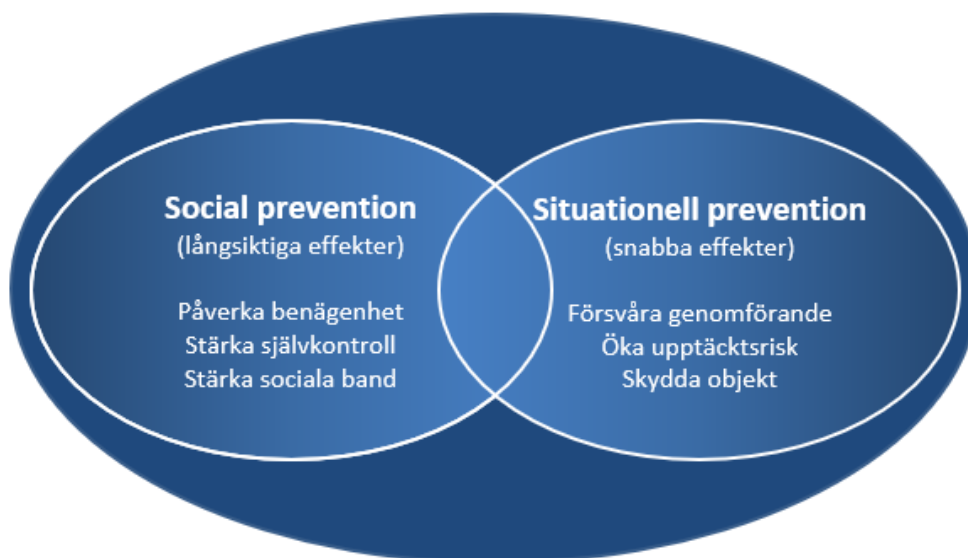 Social prevention
(långsiktiga effekter)
Påverka benägenhet
Stärka självkontroll
Stärka sociala band
Situationell prevention
(snabba effekter)
Försvåra genomförande
Öka upptäcktsrisk
Skydda objekt